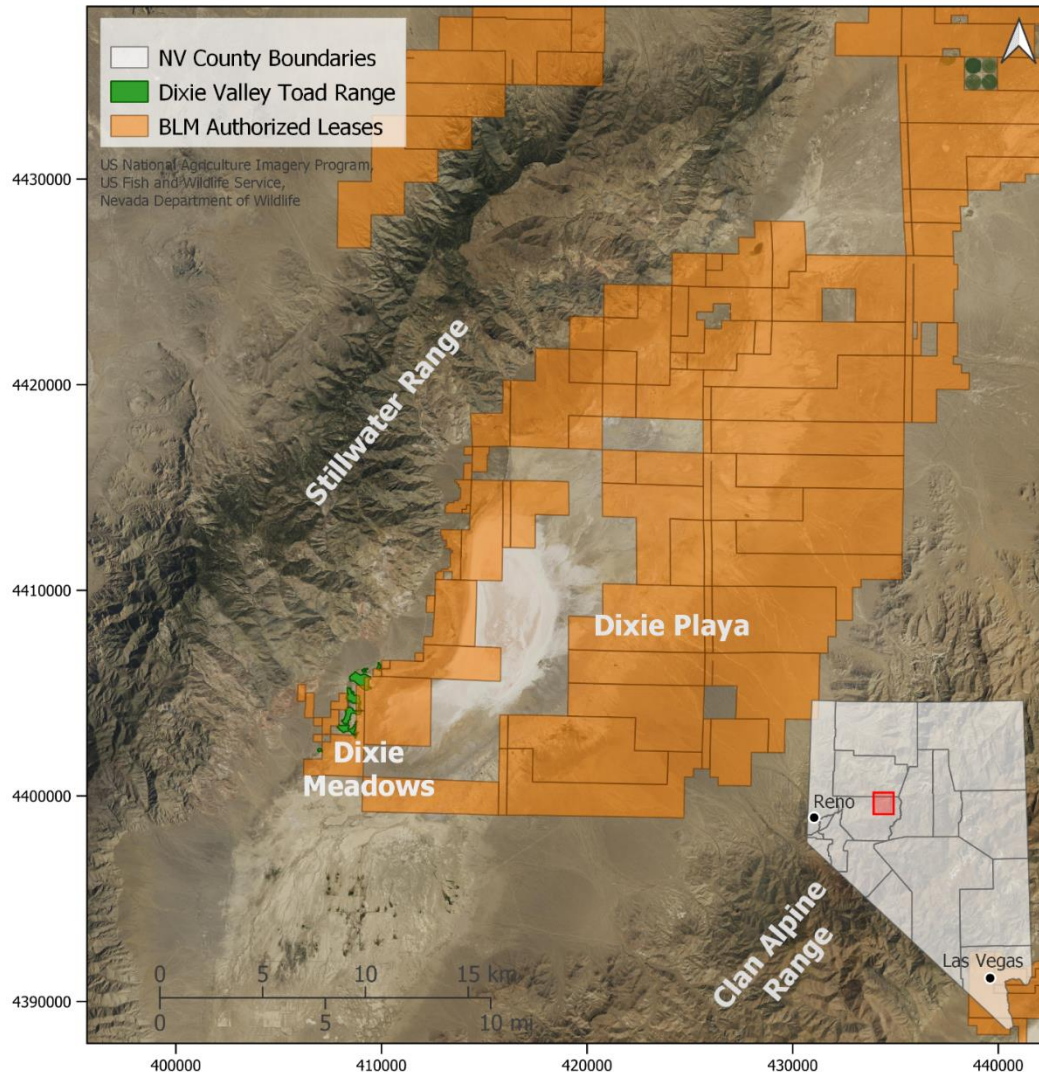 NV County Boundaries
Dixie Valley Toad Range
BLM Authorized Leases
US National Agriculture Imagery Program,
US Fish and Wildlife Service,
Nevada Department of Wildlife
4430000
4420000
4410000
4400000
4390000
Stillwater Range
Dixie Playa
Dixie
Meadows
Clan Alpine
Range
Reno
Las Vegas
0 5 10 15 km
0 5 10 mi
400000 410000 420000 430000 440000